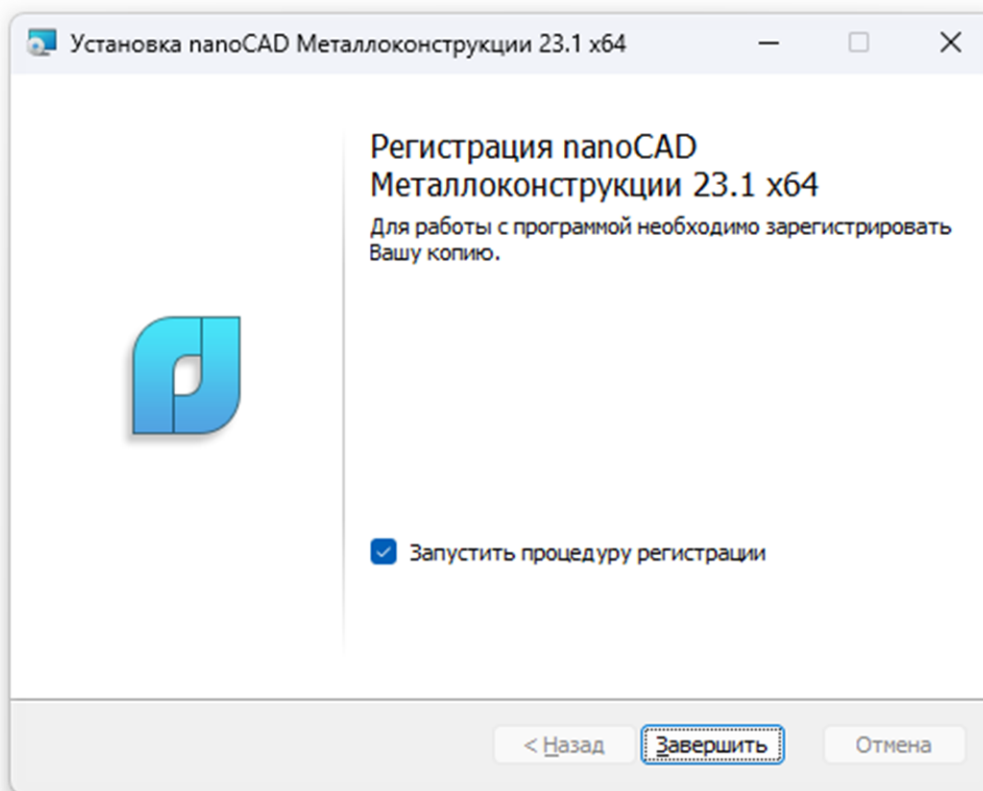 Установка nanoCAD Металлоконструкции 23.1 x64
Регистрация nanoCAD
Металлоконструкции 23.1 x64
Для работы с программой необходимо зарегистрировать
Вашу копию.
Запустить процедуру регистрации
< Назад
Завершить
Отмена